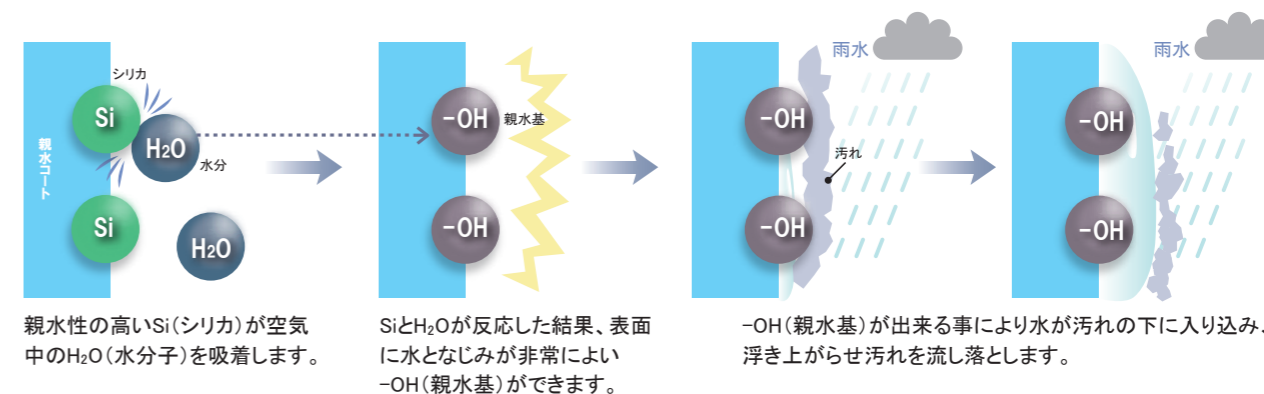 シリカ
Si
H₂O
水分
親水コート
Si
H₂O
親水性の高いSi（シリカ）が空気
中のH₂O（水分子）を吸着します。
-OH
親水基
-OH
SiとH₂Oが反応した結果、表面
に水となじみが非常によい
-OH（親水基）ができます。
雨水
-OH
汚れ
-OH
雨水
-OH
-OH
-OH（親水基）が出来る事により水が汚れの下に入り込み、
浮き上がらせ汚れを流し落とします。